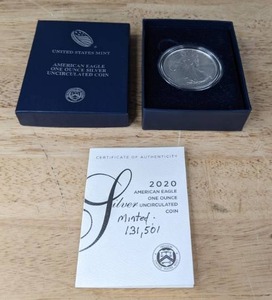 UNITED STATES MINT
AMERICAN EAGLE
ONE OUNCE SILVER
UNCIRCULATED COIN
CERTIFICATE OF AUTHENTICITY
2020
AMERICAN EAGLE
ONE OUNCE
Silver UNCIRCULATED
COIN
Minted -
131,501